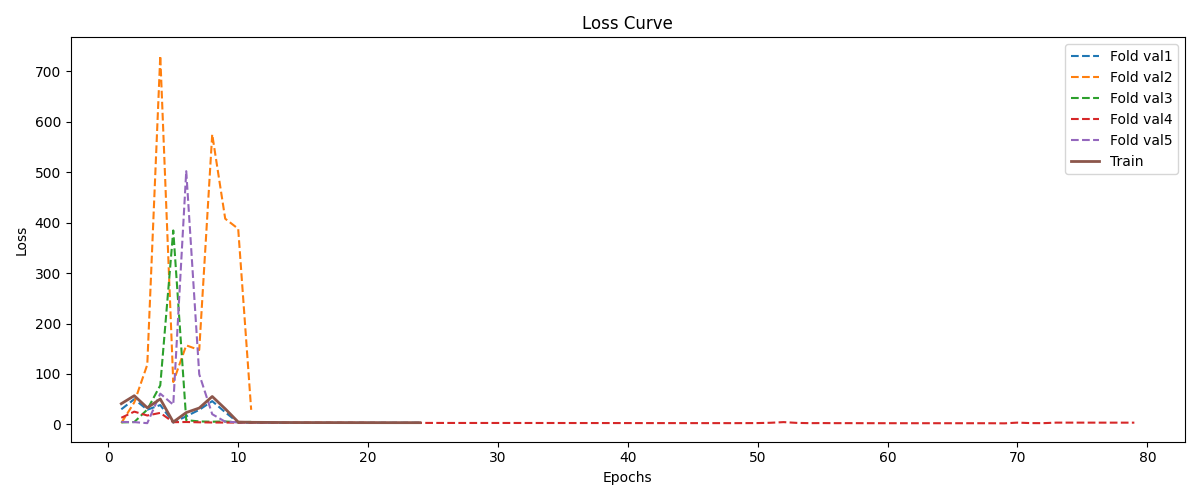 Loss Curve
Loss
700
600
500
400
300
200
100
0
0 10 20 30 40 50 60 70 80
Epochs
Fold val1
Fold val2
Fold val3
Fold val4
Fold val5
Train